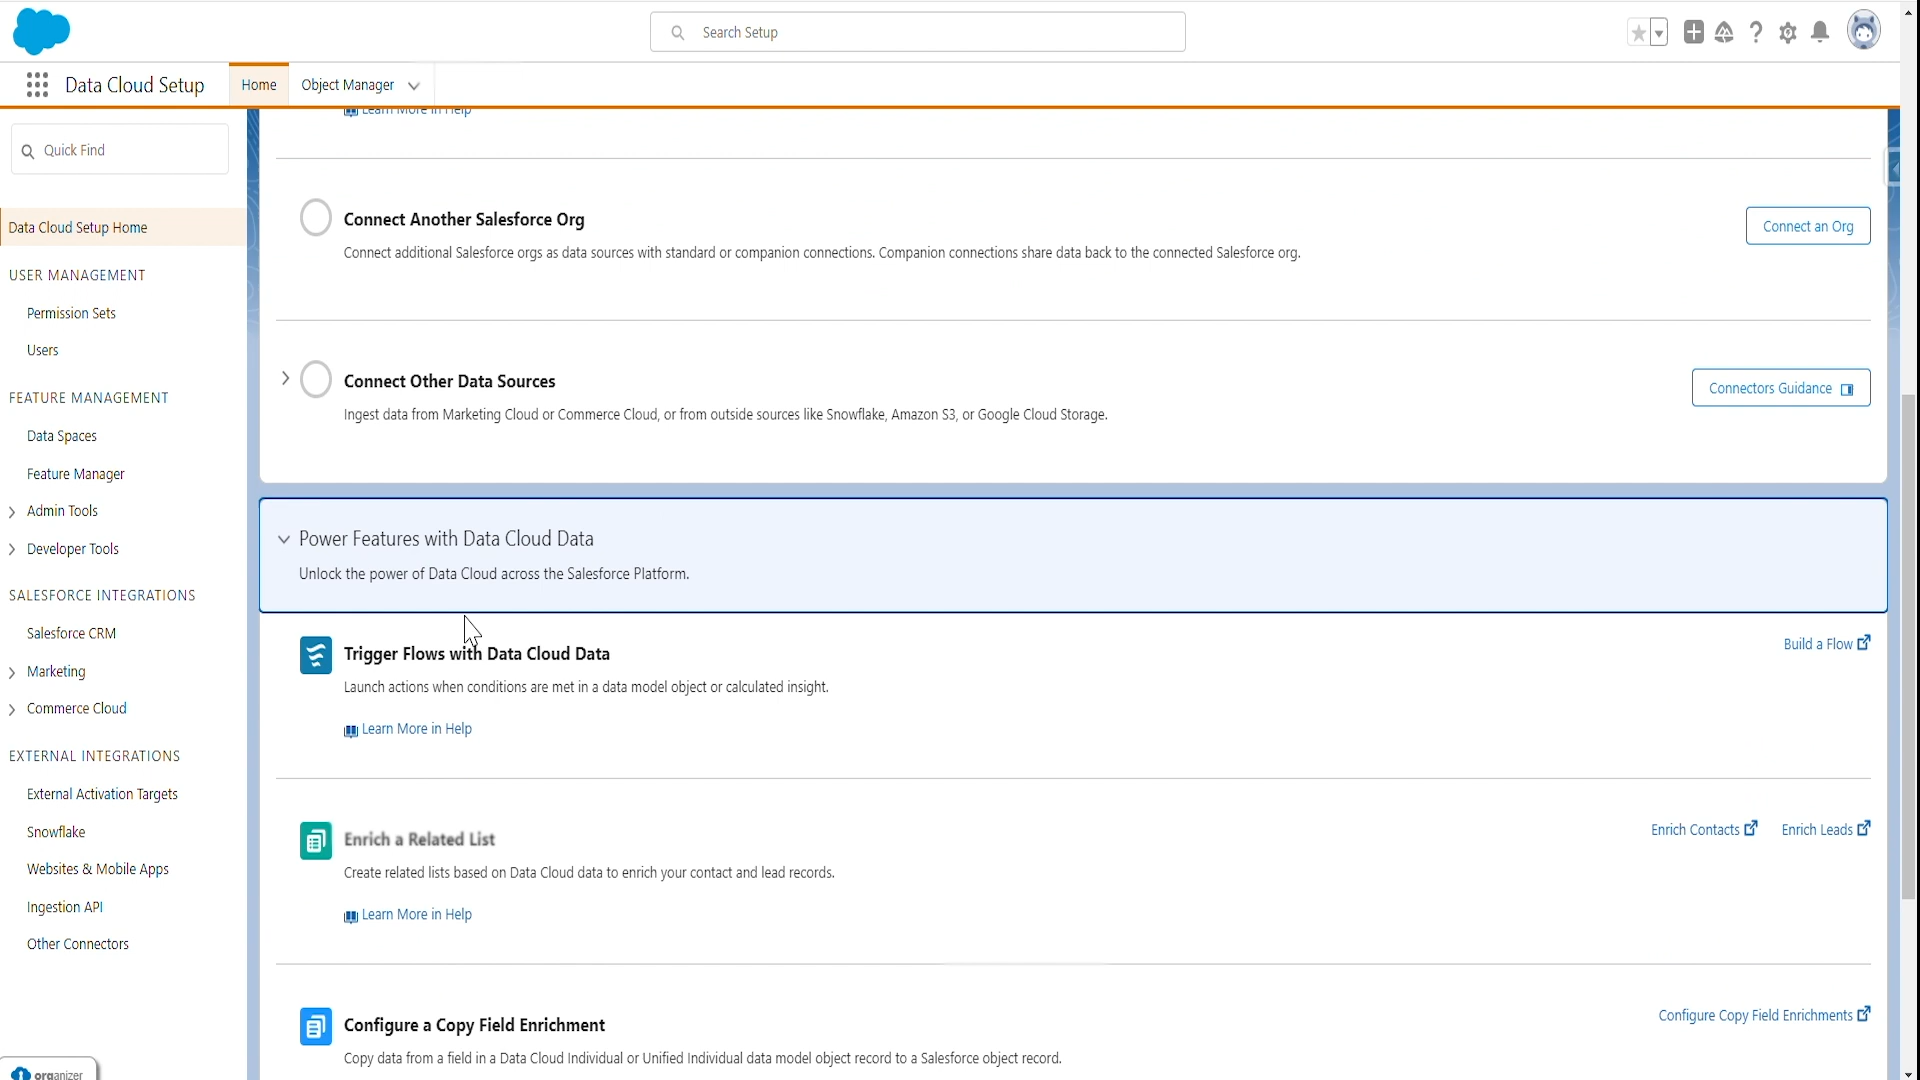 Search Setup
Data Cloud Setup
Home
Object Manager
Learn More in Help
Quick Find
Data Cloud Setup Home
USER MANAGEMENT
Permission Sets
Users
FEATURE MANAGEMENT
Data Spaces
Feature Manager
Admin Tools
Developer Tools
SALESFORCE INTEGRATIONS
Salesforce CRM
Marketing
Commerce Cloud
EXTERNAL INTEGRATIONS
External Activation Targets
Snowflake
Websites & Mobile Apps
Ingestion API
Other Connectors
organizer
Connect Another Salesforce Org
Connect additional Salesforce orgs as data sources with standard or companion connections. Companion connections share data back to the connected Salesforce org.
Connect an Org
Connect Other Data Sources
Ingest data from Marketing Cloud or Commerce Cloud, or from outside sources like Snowflake, Amazon S3, or Google Cloud Storage.
Connectors Guidance
Power Features with Data Cloud Data
Unlock the power of Data Cloud across the Salesforce Platform.
Trigger Flows with Data Cloud Data
Launch actions when conditions are met in a data model object or calculated insight.
Learn More in Help
Build a Flow
Enrich a Related List
Create related lists based on Data Cloud data to enrich your contact and lead records.
Learn More in Help
Enrich Contacts
Enrich Leads
Configure a Copy Field Enrichment
Copy data from a field in a Data Cloud Individual or Unified Individual data model object record to a Salesforce object record.
Configure Copy Field Enrichments